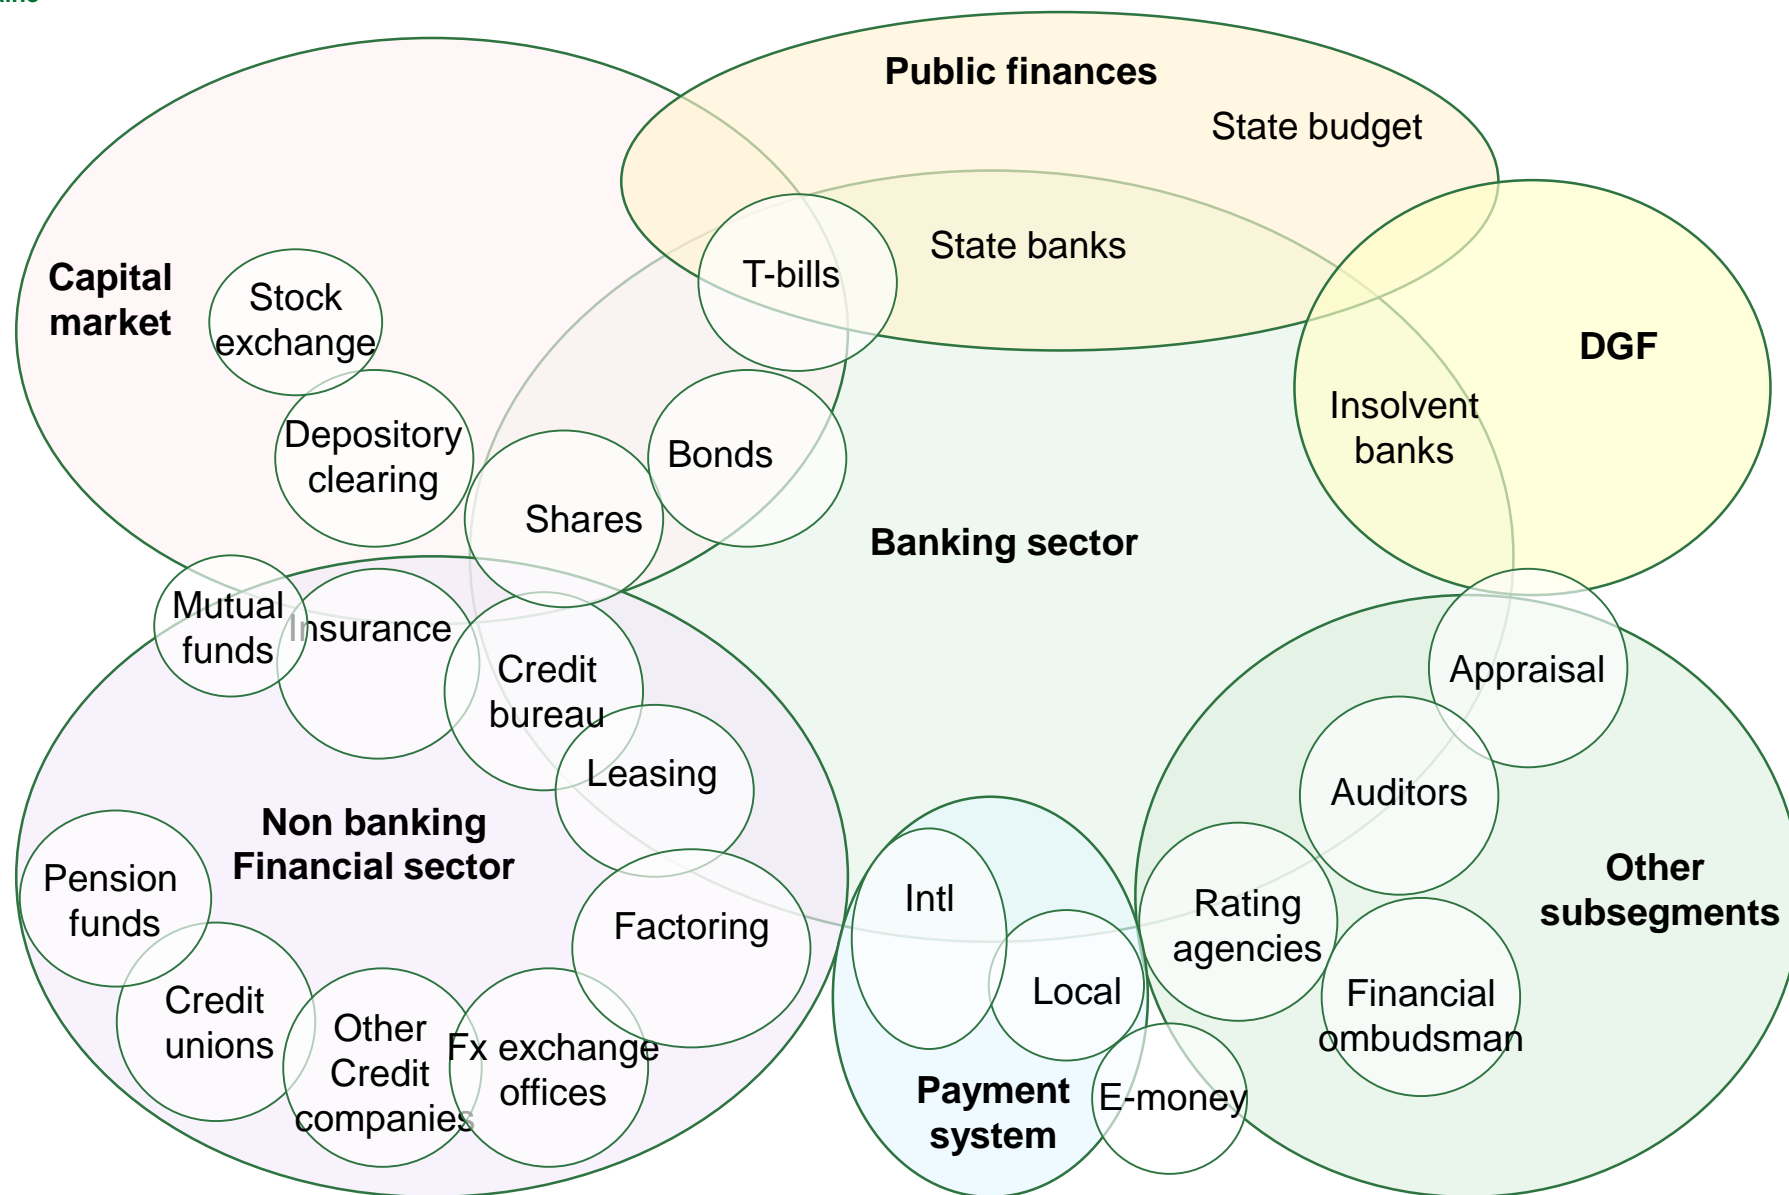 Public finances
State budget
State banks
T-bills
Capital
market
Stock
exchange
DGF
Insolvent
banks
Depository
clearing
Bonds
Shares
Banking sector
Mutual
funds
Insurance
Credit
bureau
Appraisal
Leasing
Auditors
Non banking
Financial sector
Pension
funds
Factoring
Intl
Rating
agencies
Other
subsegments
Credit
unions
Other
Credit
companies
Fx exchange
offices
Local
Financial
ombudsman
Payment
system
E-money